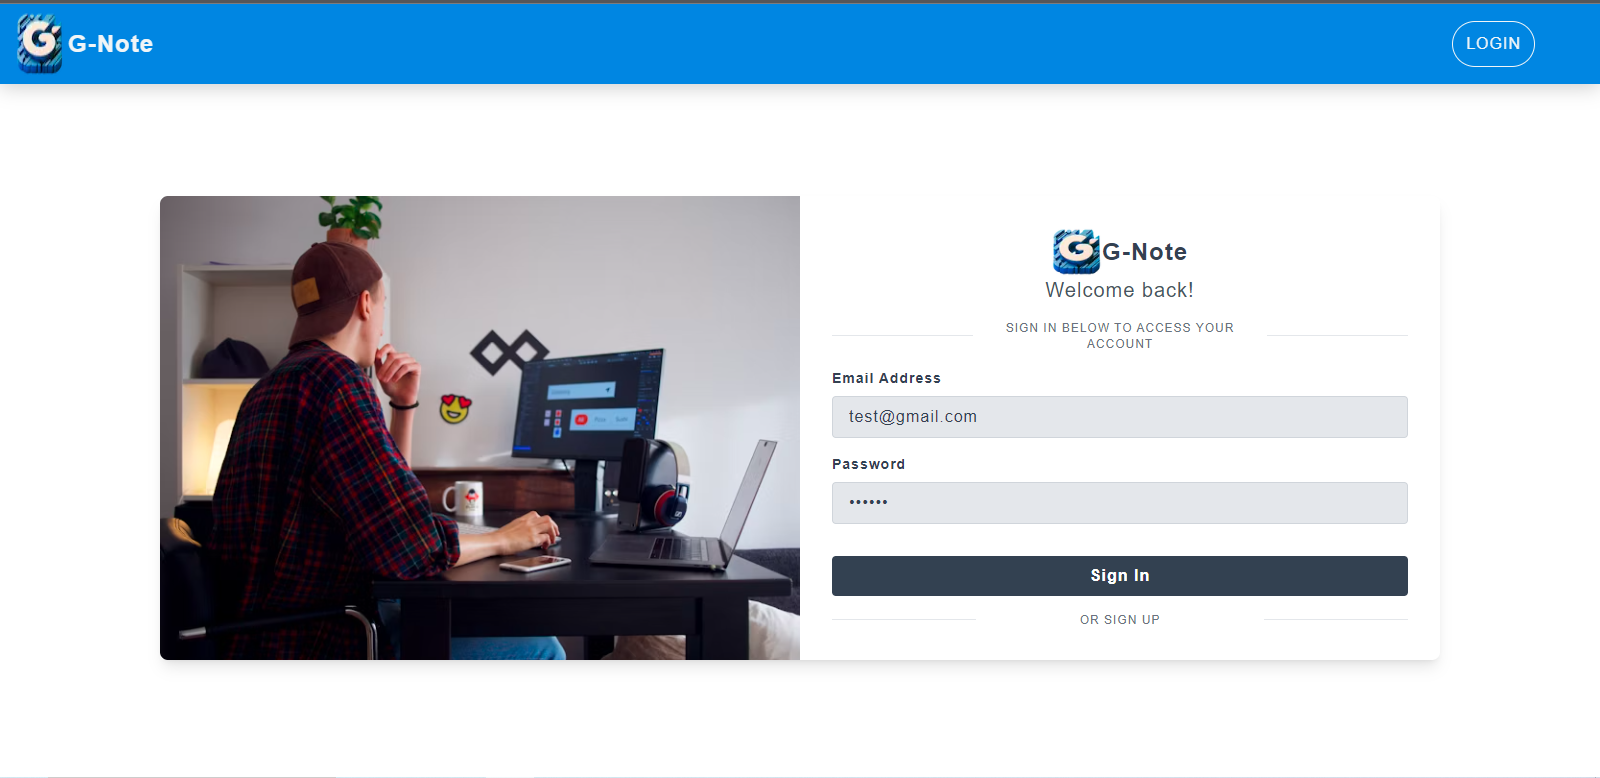 G-Note
LOGIN
G-Note
Welcome back!
SIGN IN BELOW TO ACCESS YOUR
ACCOUNT
Email Address
test@gmail.com
Password
••••••
Sign In
OR SIGN UP